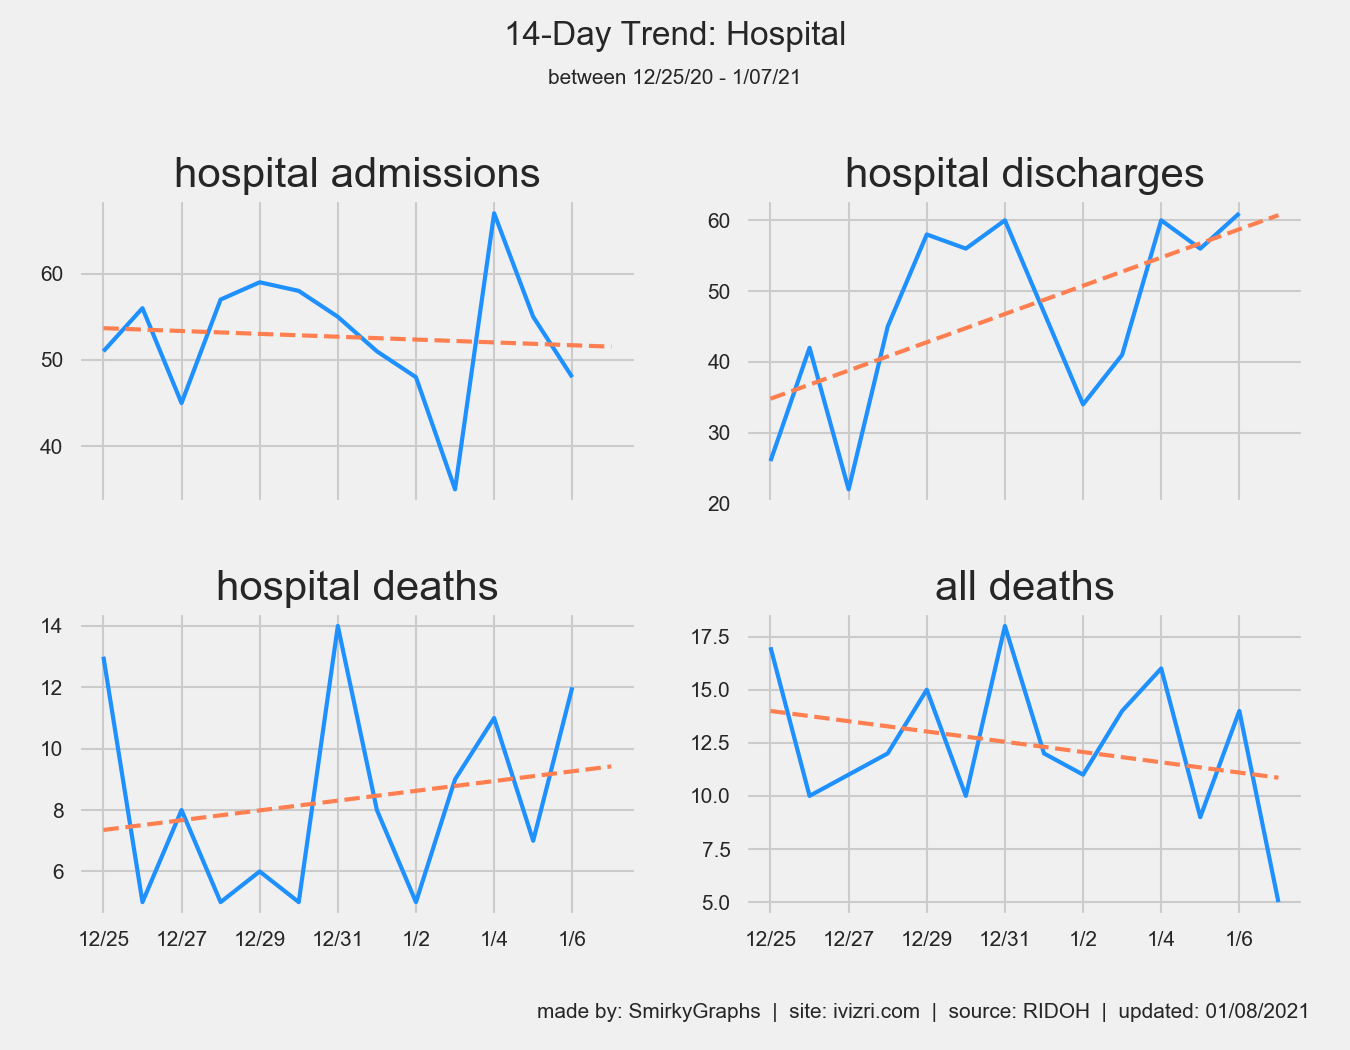 14-Day Trend: Hospital
between 12/25/20 - 1/07/21
hospital admissions
60
50
40
hospital discharges
60
50
40
30
20
hospital deaths
14
12
10
8
6
12/25 12/27 12/29 12/31 1/2 1/4 1/6
all deaths
17.5
15.0
12.5
10.0
7.5
5.0
12/25 12/27 12/29 12/31 1/2 1/4 1/6
made by: SmirkyGraphs | site: ivizri.com | source: RIDOH | updated: 01/08/2021